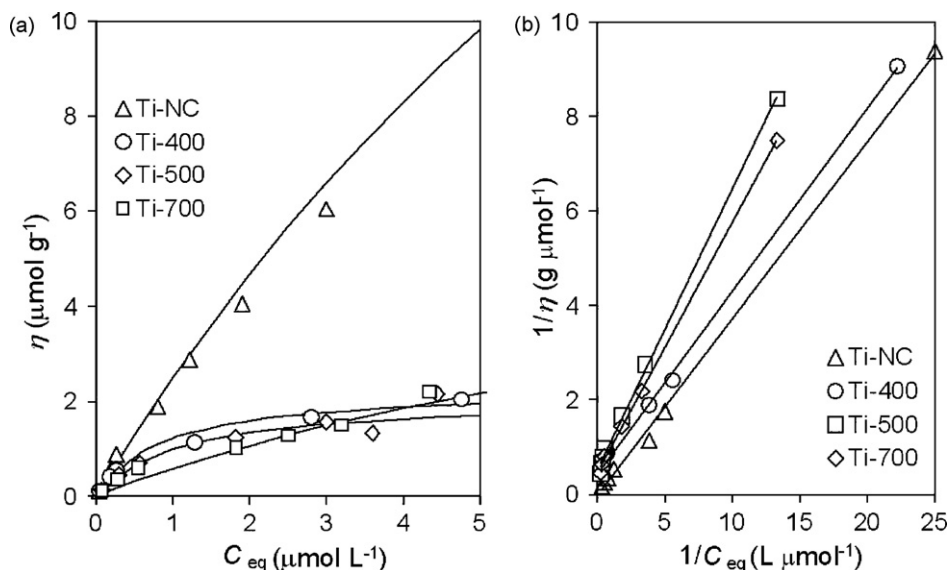 (a)
10
8
6
4
2
0
η (μmol g⁻¹)
Ti-NC
Ti-400
Ti-500
Ti-700
0 1 2 3 4 5
C eq (μmol L⁻¹)
(b)
10
8
6
4
2
0
1/η (g μmol⁻¹)
Ti-NC
Ti-400
Ti-500
Ti-700
0 5 10 15 20 25
1/C eq (L μmol⁻¹)